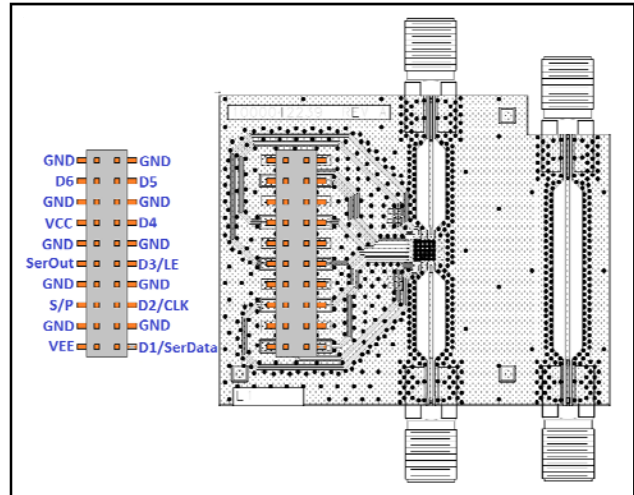 GND GND
D6 D5
GND GND
VCC D4
GND GND
SerOut D3/LE
GND GND
S/P D2/CLK
GND GND
VEE D1/SerData
L